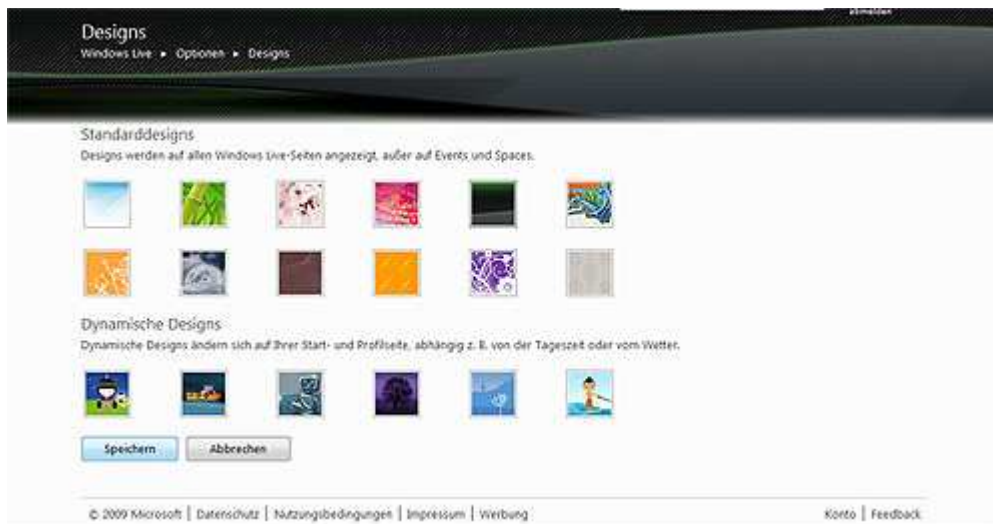 abmelden
Designs
Windows Live ▸ Optionen ▸ Designs
Standarddesigns
Designs werden auf allen Windows Live-Seiten angezeigt, außer auf Events und Spaces.
Dynamische Designs
Dynamische Designs ändern sich auf Ihrer Start- und Profilseite, abhängig z. B. von der Tageszeit oder vom Wetter.
Speichern Abbrechen
© 2009 Microsoft | Datenschutz | Nutzungsbedingungen | Impressum | Werbung Konto | Feedback